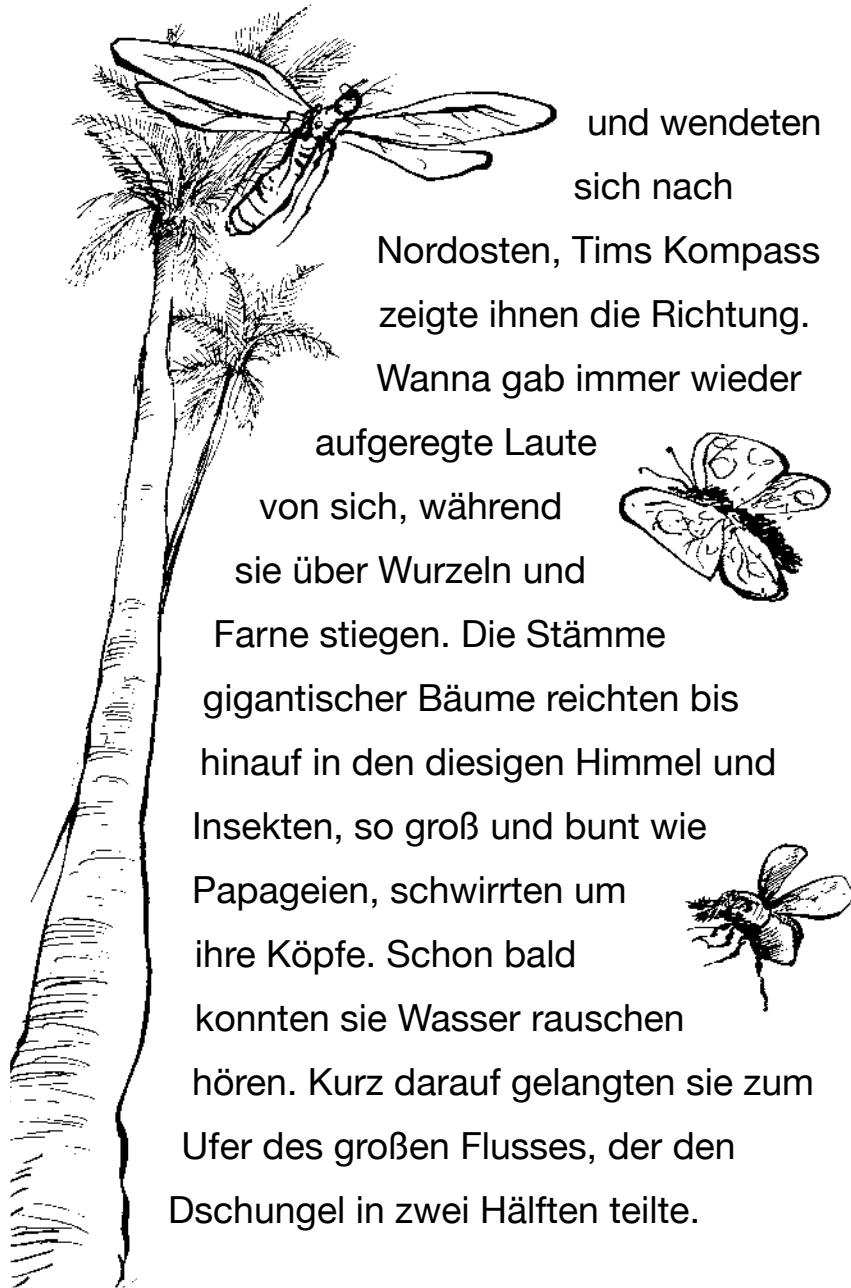 und wendeten
sich nach
Nordosten, Tims Kompass
zeigte ihnen die Richtung.
Wanna gab immer wieder
aufgeregte Laute
von sich, während
sie über Wurzeln und
Farne stiegen. Die Stämme
gigantischer Bäume reichten bis
hinauf in den diesigen Himmel und
Insekten, so groß und bunt wie
Papageien, schwirrten um
ihre Köpfe. Schon bald
konnten sie Wasser rauschen
hören. Kurz darauf gelangten sie zum
Ufer des großen Flusses, der den
Dschungel in zwei Hälften teilte.